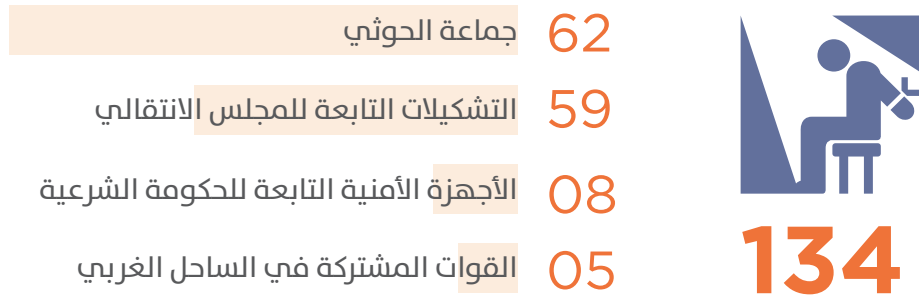 62 جماعة الحوثي
59 التشكيلات التابعة للمجلس الانتقالي
08 الأجهزة الأمنية التابعة للحكومة الشرعية
05 القوات المشتركة في الساحل الغربي
134